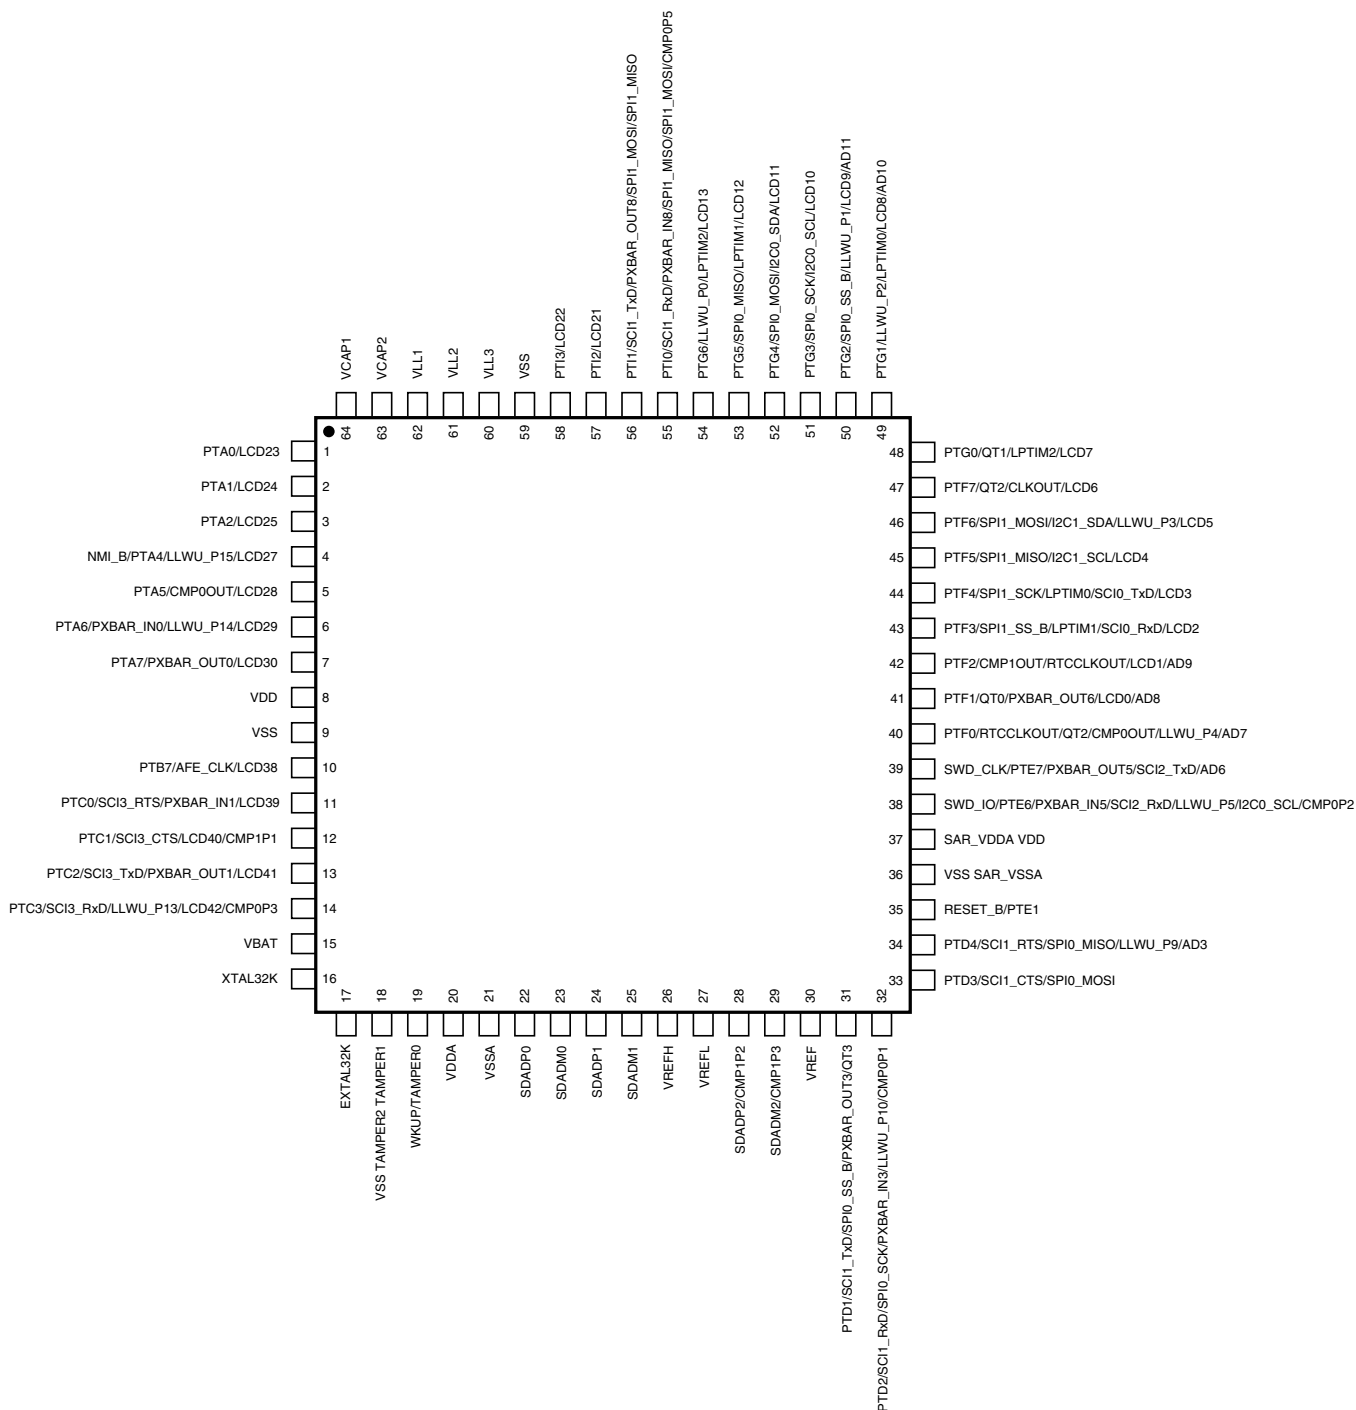 VCAP1
VCAP2
VLL1
VLL2
VLL3
VSS
PTI3/LCD22
PTI2/LCD21
PTI1/SCI1_TxD/PXBAR_OUT8/SPI1_MOSI/SPI1_MISO
PTI0/SCI1_RxD/PXBAR_IN8/SPI1_MISO/SPI1_MOSI/CMP0P5
PTG6/LLWU_P0/LPTIM2/LCD13
PTG5/SPI0_MISO/LPTIM1/LCD12
PTG4/SPI0_MOSI/I2C0_SDA/LCD11
PTG3/SPI0_SCK/I2C0_SCL/LCD10
PTG2/SPI0_SS_B/LLWU_P1/LCD9/AD11
PTG1/LLWU_P2/LPTIM0/LCD8/AD10
64
63
62
61
60
59
58
57
56
55
54
53
52
51
50
49
PTA0/LCD23 1
PTA1/LCD24 2
PTA2/LCD25 3
NMI_B/PTA4/LLWU_P15/LCD27 4
PTA5/CMP0OUT/LCD28 5
PTA6/PXBAR_IN0/LLWU_P14/LCD29 6
PTA7/PXBAR_OUT0/LCD30 7
VDD 8
VSS 9
PTB7/AFE_CLK/LCD38 10
PTC0/SCI3_RTS/PXBAR_IN1/LCD39 11
PTC1/SCI3_CTS/LCD40/CMP1P1 12
PTC2/SCI3_TxD/PXBAR_OUT1/LCD41 13
PTC3/SCI3_RxD/LLWU_P13/LCD42/CMP0P3 14
VBAT 15
XTAL32K 16
48 PTG0/QT1/LPTIM2/LCD7
47 PTF7/QT2/CLKOUT/LCD6
46 PTF6/SPI1_MOSI/I2C1_SDA/LLWU_P3/LCD5
45 PTF5/SPI1_MISO/I2C1_SCL/LCD4
44 PTF4/SPI1_SCK/LPTIM0/SCI0_TxD/LCD3
43 PTF3/SPI1_SS_B/LPTIM1/SCI0_RxD/LCD2
42 PTF2/CMP1OUT/RTCCLKOUT/LCD1/AD9
41 PTF1/QT0/PXBAR_OUT6/LCD0/AD8
40 PTF0/RTCCLKOUT/QT2/CMP0OUT/LLWU_P4/AD7
39 SWD_CLK/PTE7/PXBAR_OUT5/SCI2_TxD/AD6
38 SWD_IO/PTE6/PXBAR_IN5/SCI2_RxD/LLWU_P5/I2C0_SCL/CMP0P2
37 SAR_VDDA VDD
36 VSS SAR_VSSA
35 RESET_B/PTE1
34 PTD4/SCI1_RTS/SPI0_MISO/LLWU_P9/AD3
33 PTD3/SCI1_CTS/SPI0_MOSI
17
18
19
20
21
22
23
24
25
26
27
28
29
30
31
32
EXTAL32K
VSS TAMPER2 TAMPER1
WKUP/TAMPER0
VDDA
VSSA
SDADP0
SDADM0
SDADP1
SDADM1
VREFH
VREFL
SDADP2/CMP1P2
SDADM2/CMP1P3
VREF
PTD1/SCI1_TxD/SPI0_SS_B/PXBAR_OUT3/QT3
PTD2/SCI1_RxD/SPI0_SCK/PXBAR_IN3/LLWU_P10/CMP0P1